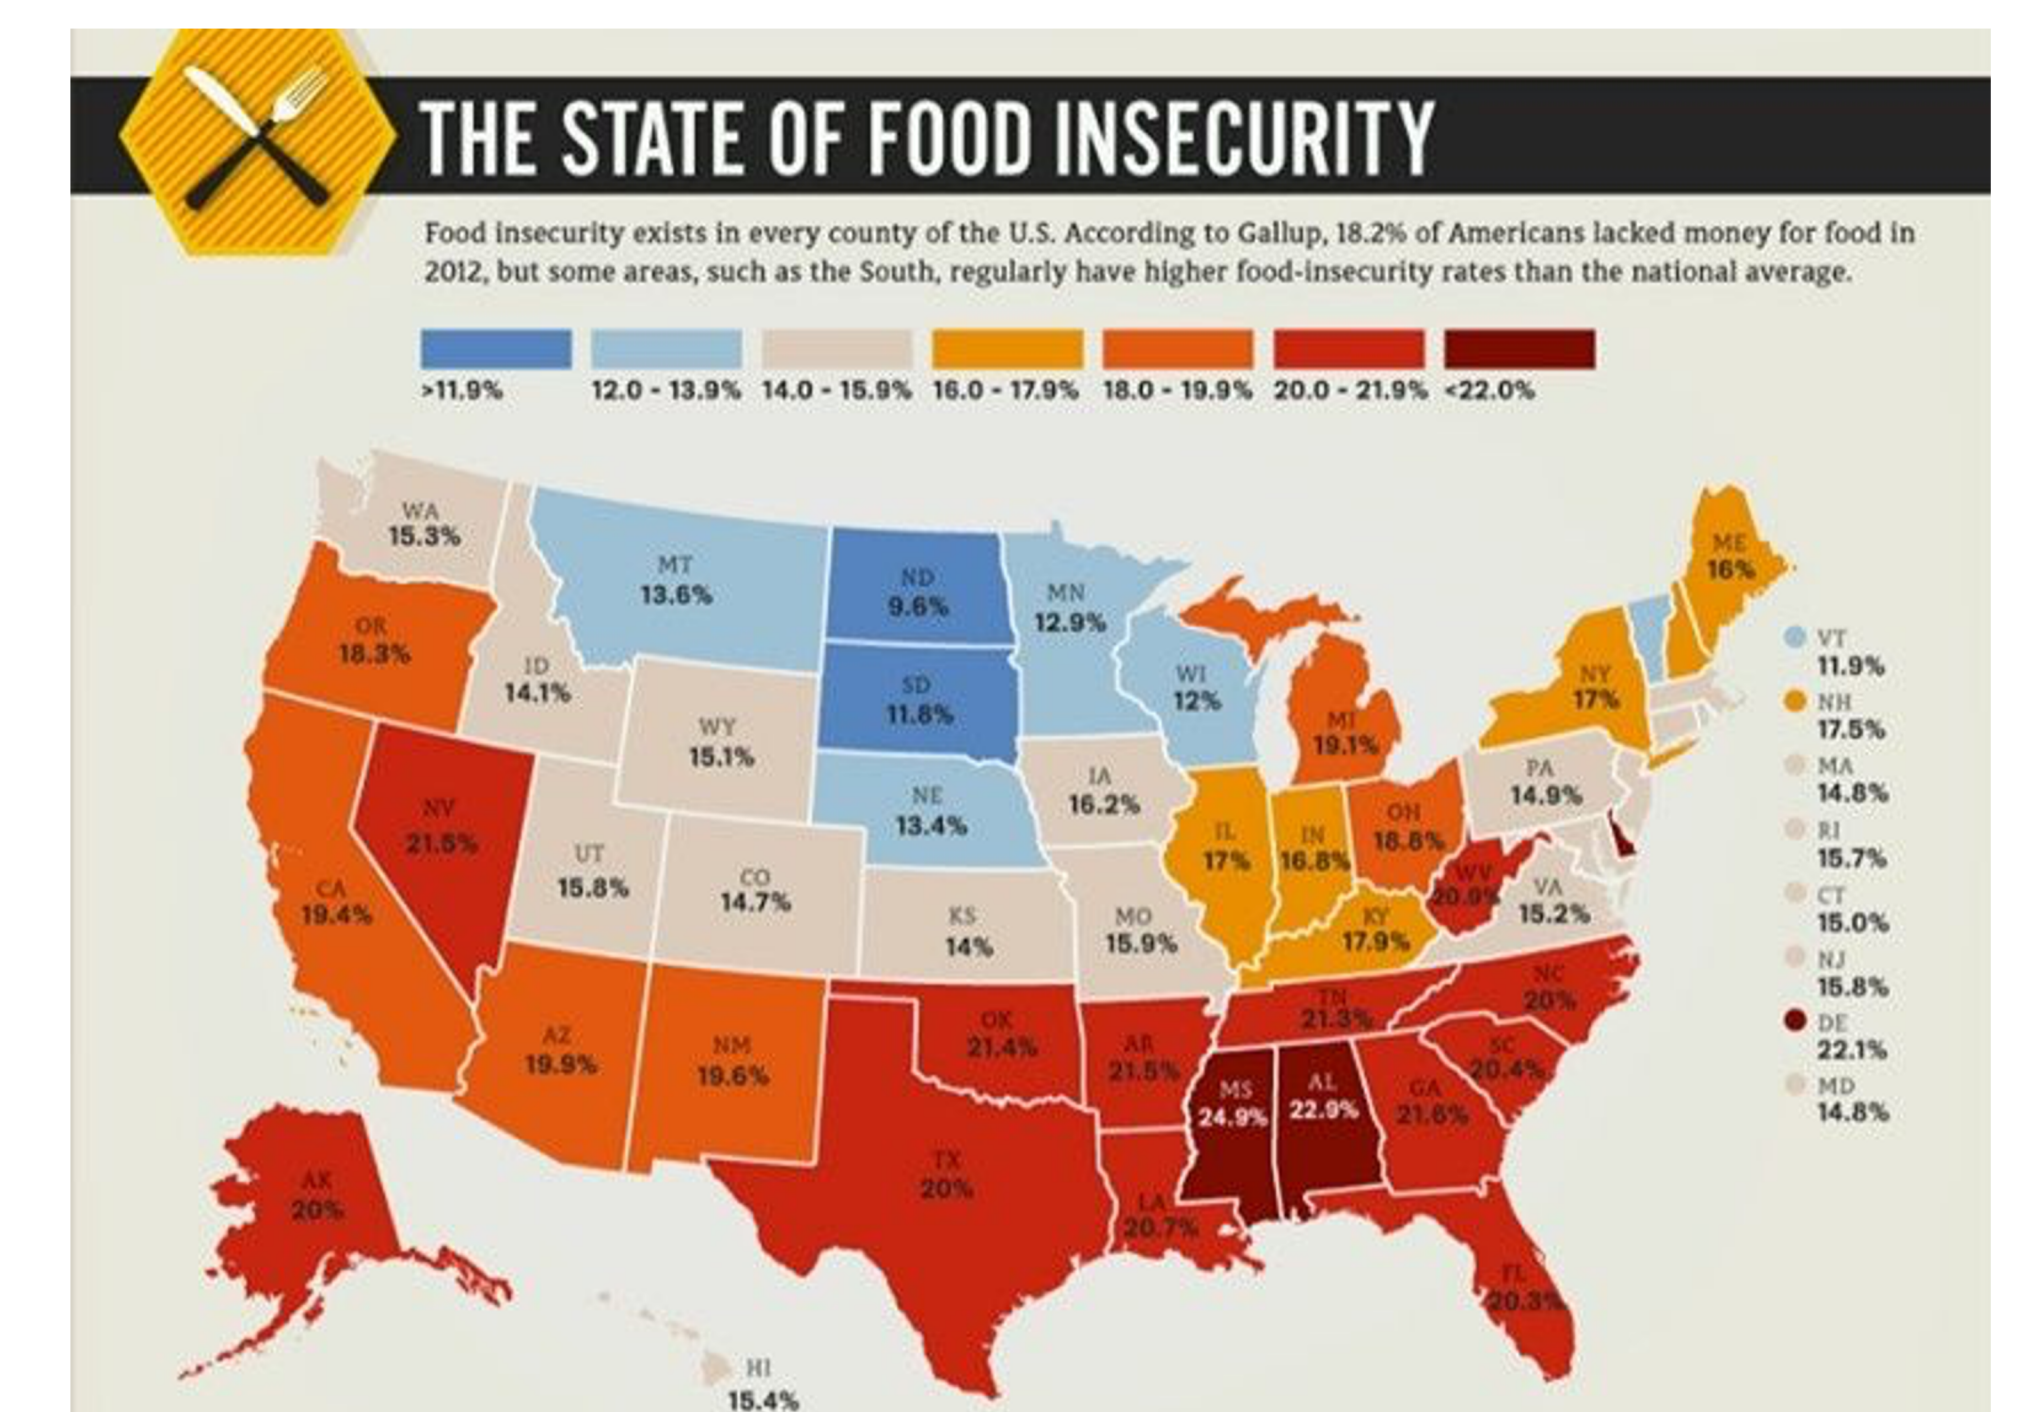 THE STATE OF FOOD INSECURITY
Food insecurity exists in every county of the U.S. According to Gallup, 18.2% of Americans lacked money for food in
2012, but some areas, such as the South, regularly have higher food-insecurity rates than the national average.
>11.9%
12.0 - 13.9%
14.0 - 15.9%
16.0 - 17.9%
18.0 - 19.9%
20.0 - 21.9%
<22.0%
WA
15.3%
OR
18.3%
CA
19.4%
NV
21.5%
ID
14.1%
MT
13.6%
WY
15.1%
UT
15.8%
CO
14.7%
AZ
19.9%
NM
19.6%
ND
9.6%
SD
11.8%
NE
13.4%
KS
14%
OK
21.4%
TX
20%
MN
12.9%
IA
16.2%
MO
15.9%
AR
21.5%
LA
20.7%
WI
12%
IL
17%
MI
19.1%
IN
16.8%
OH
18.8%
KY
17.9%
TN
21.3%
MS
24.9%
AL
22.9%
GA
21.6%
FL
20.3%
SC
20.4%
NC
20%
VA
15.2%
WV
20.9%
PA
14.9%
NY
17%
ME
16%
VT
11.9%
NH
17.5%
MA
14.8%
RI
15.7%
CT
15.0%
NJ
15.8%
DE
22.1%
MD
14.8%
AK
20%
HI
15.4%